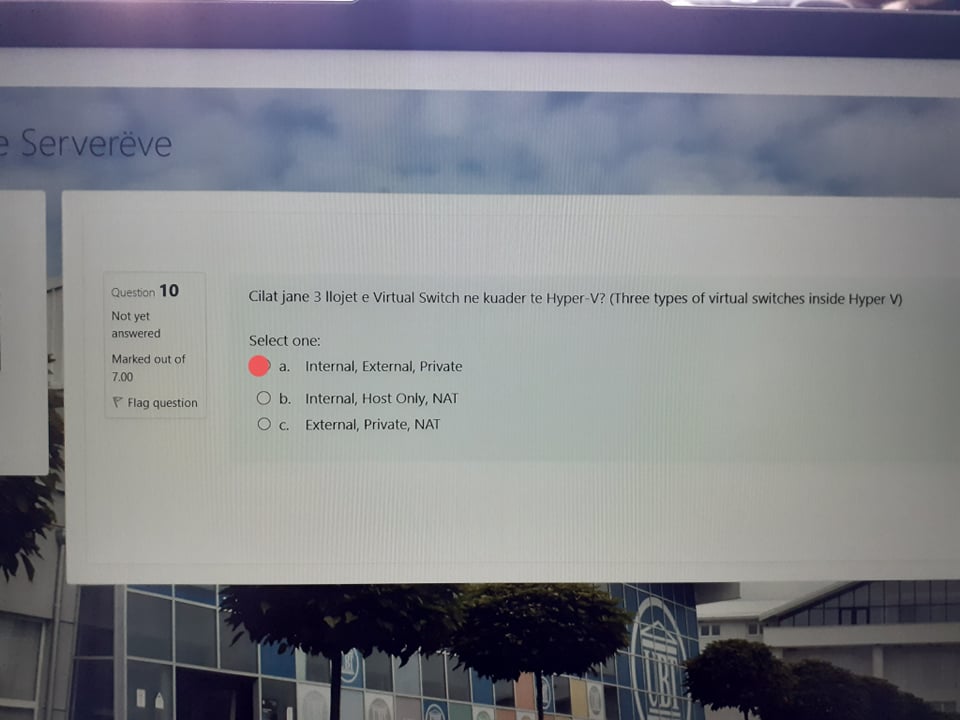 e Serverëve
Question 10
Not yet
answered
Marked out of
7.00
Flag question
Cilat jane 3 llojet e Virtual Switch ne kuader te Hyper-V? (Three types of virtual switches inside Hyper V)
Select one:
a. Internal, External, Private
b. Internal, Host Only, NAT
c. External, Private, NAT
UBT